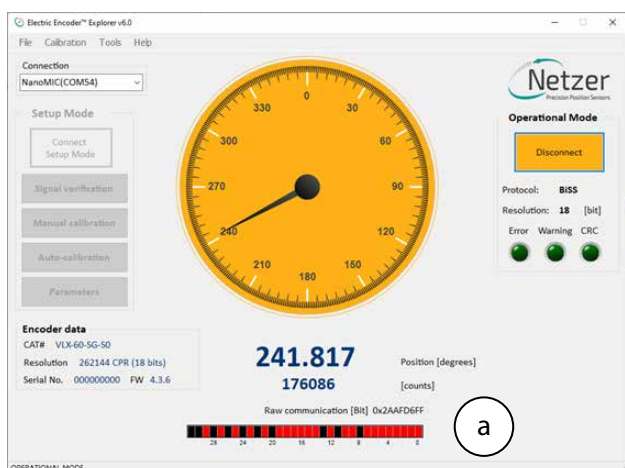 Electric Encoder™ Explorer v6.0
File Calibration Tools Help
Connection
NanoMIC(COM54)
Setup Mode
Connect
Setup Mode
Signal verification
Manual calibration
Auto-calibration
Parameters
0
30
60
90
120
150
180
210
240
270
300
330
Netzer
Precision Position Sensors
Operational Mode
Disconnect
Protocol: BiSS
Resolution: 18 [bit]
Error Warning CRC
Encoder data
CAT# VLX-60-SG-S0
Resolution 262144 CPR (18 bits)
Serial No. 000000000 FW 4.3.6
241.817 Position [degrees]
176086 [counts]
Raw communication [Bit] 0x2AAFD6FF
28 24 20 16 12 8 4 0
a
OPERATIONAL MODE